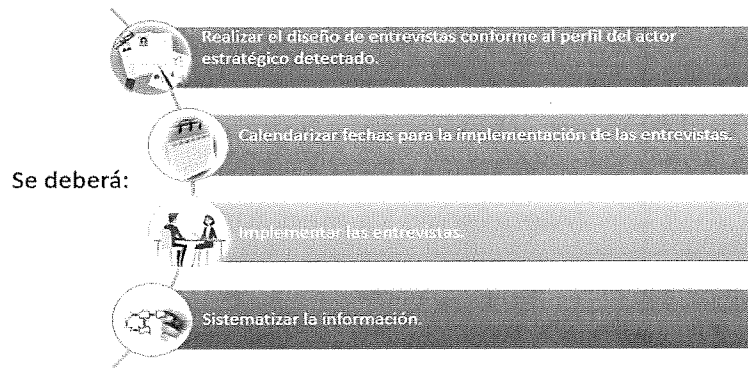 Realizar el diseño de entrevistas conforme al perfil del actor
estratégico detectado.
Calendarizar fechas para la implementación de las entrevistas.
Se deberá:
Implementar las entrevistas.
Sistematizar la información.